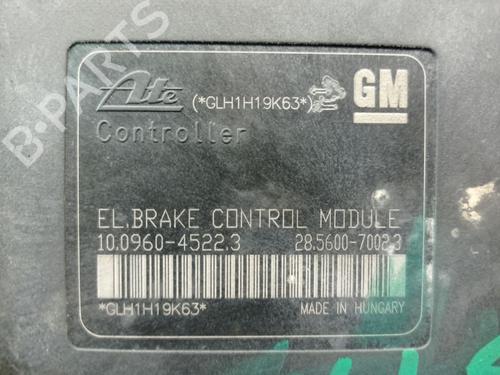 Ate (*GLH1H19K63*) GM
Controller
EL.BRAKE CONTROL MODULE
10.0960-4522.3 28.5600-7002.3
*GLH1H19K63* MADE IN HUNGARY
B-PARTS